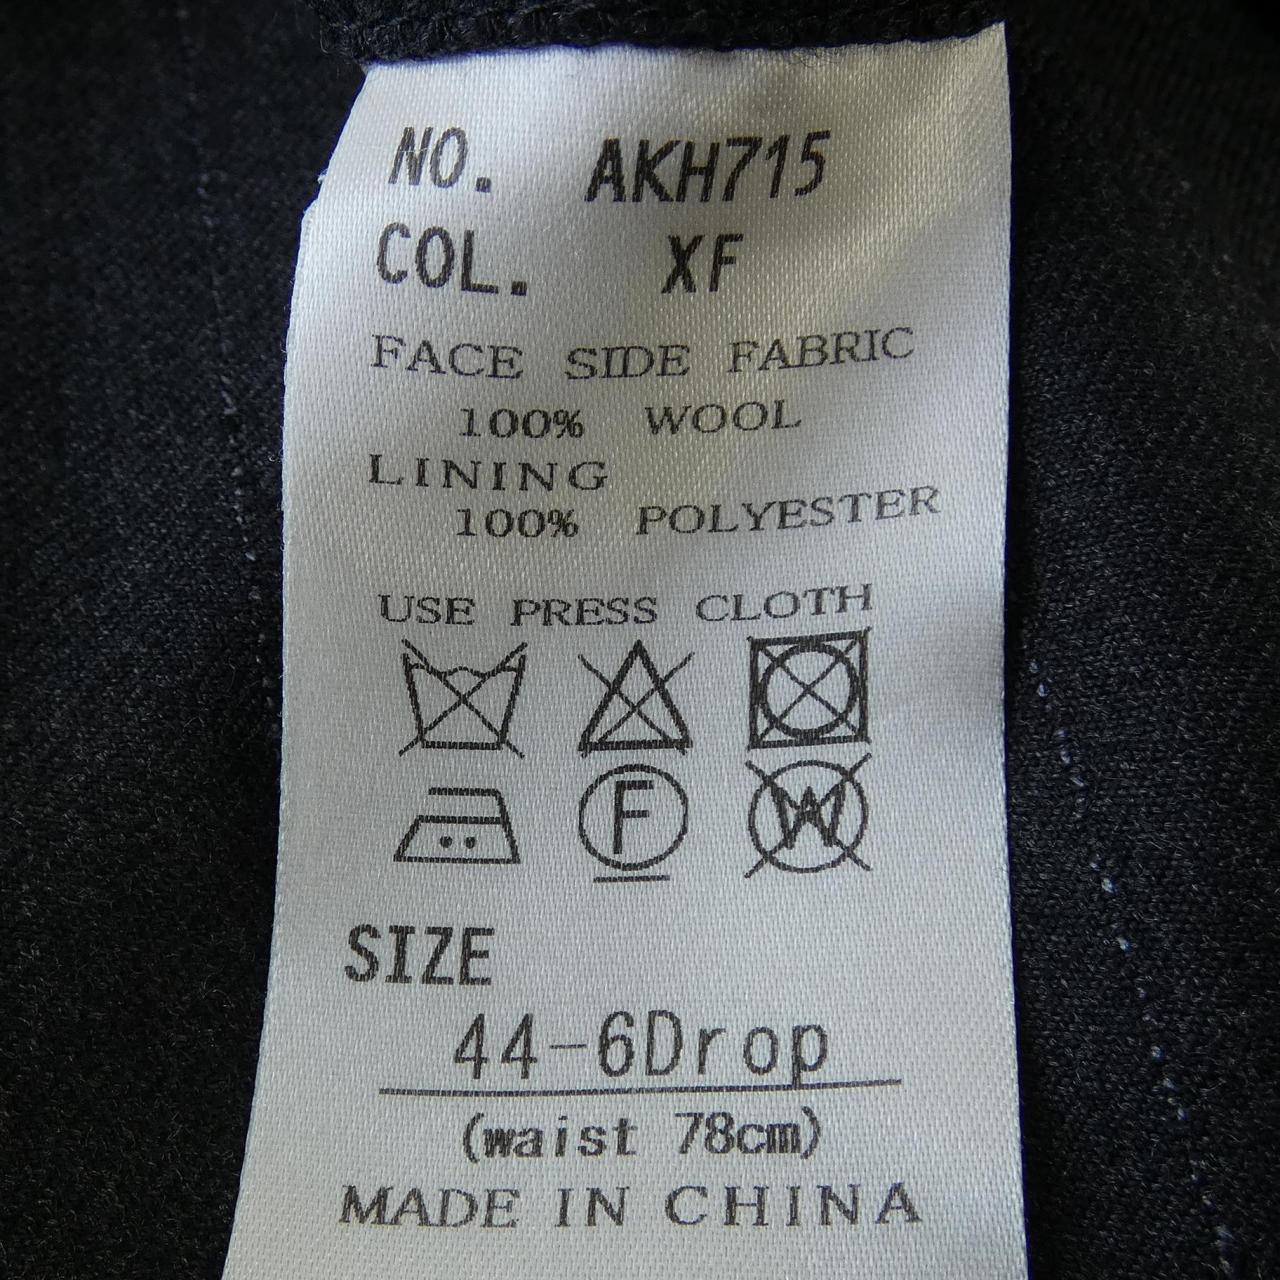 NO. AKH715
COL. XF
FACE SIDE FABRIC
100% WOOL
LINING
100% POLYESTER
USE PRESS CLOTH
F W
SIZE
44-6Drop
(waist 78cm)
MADE IN CHINA